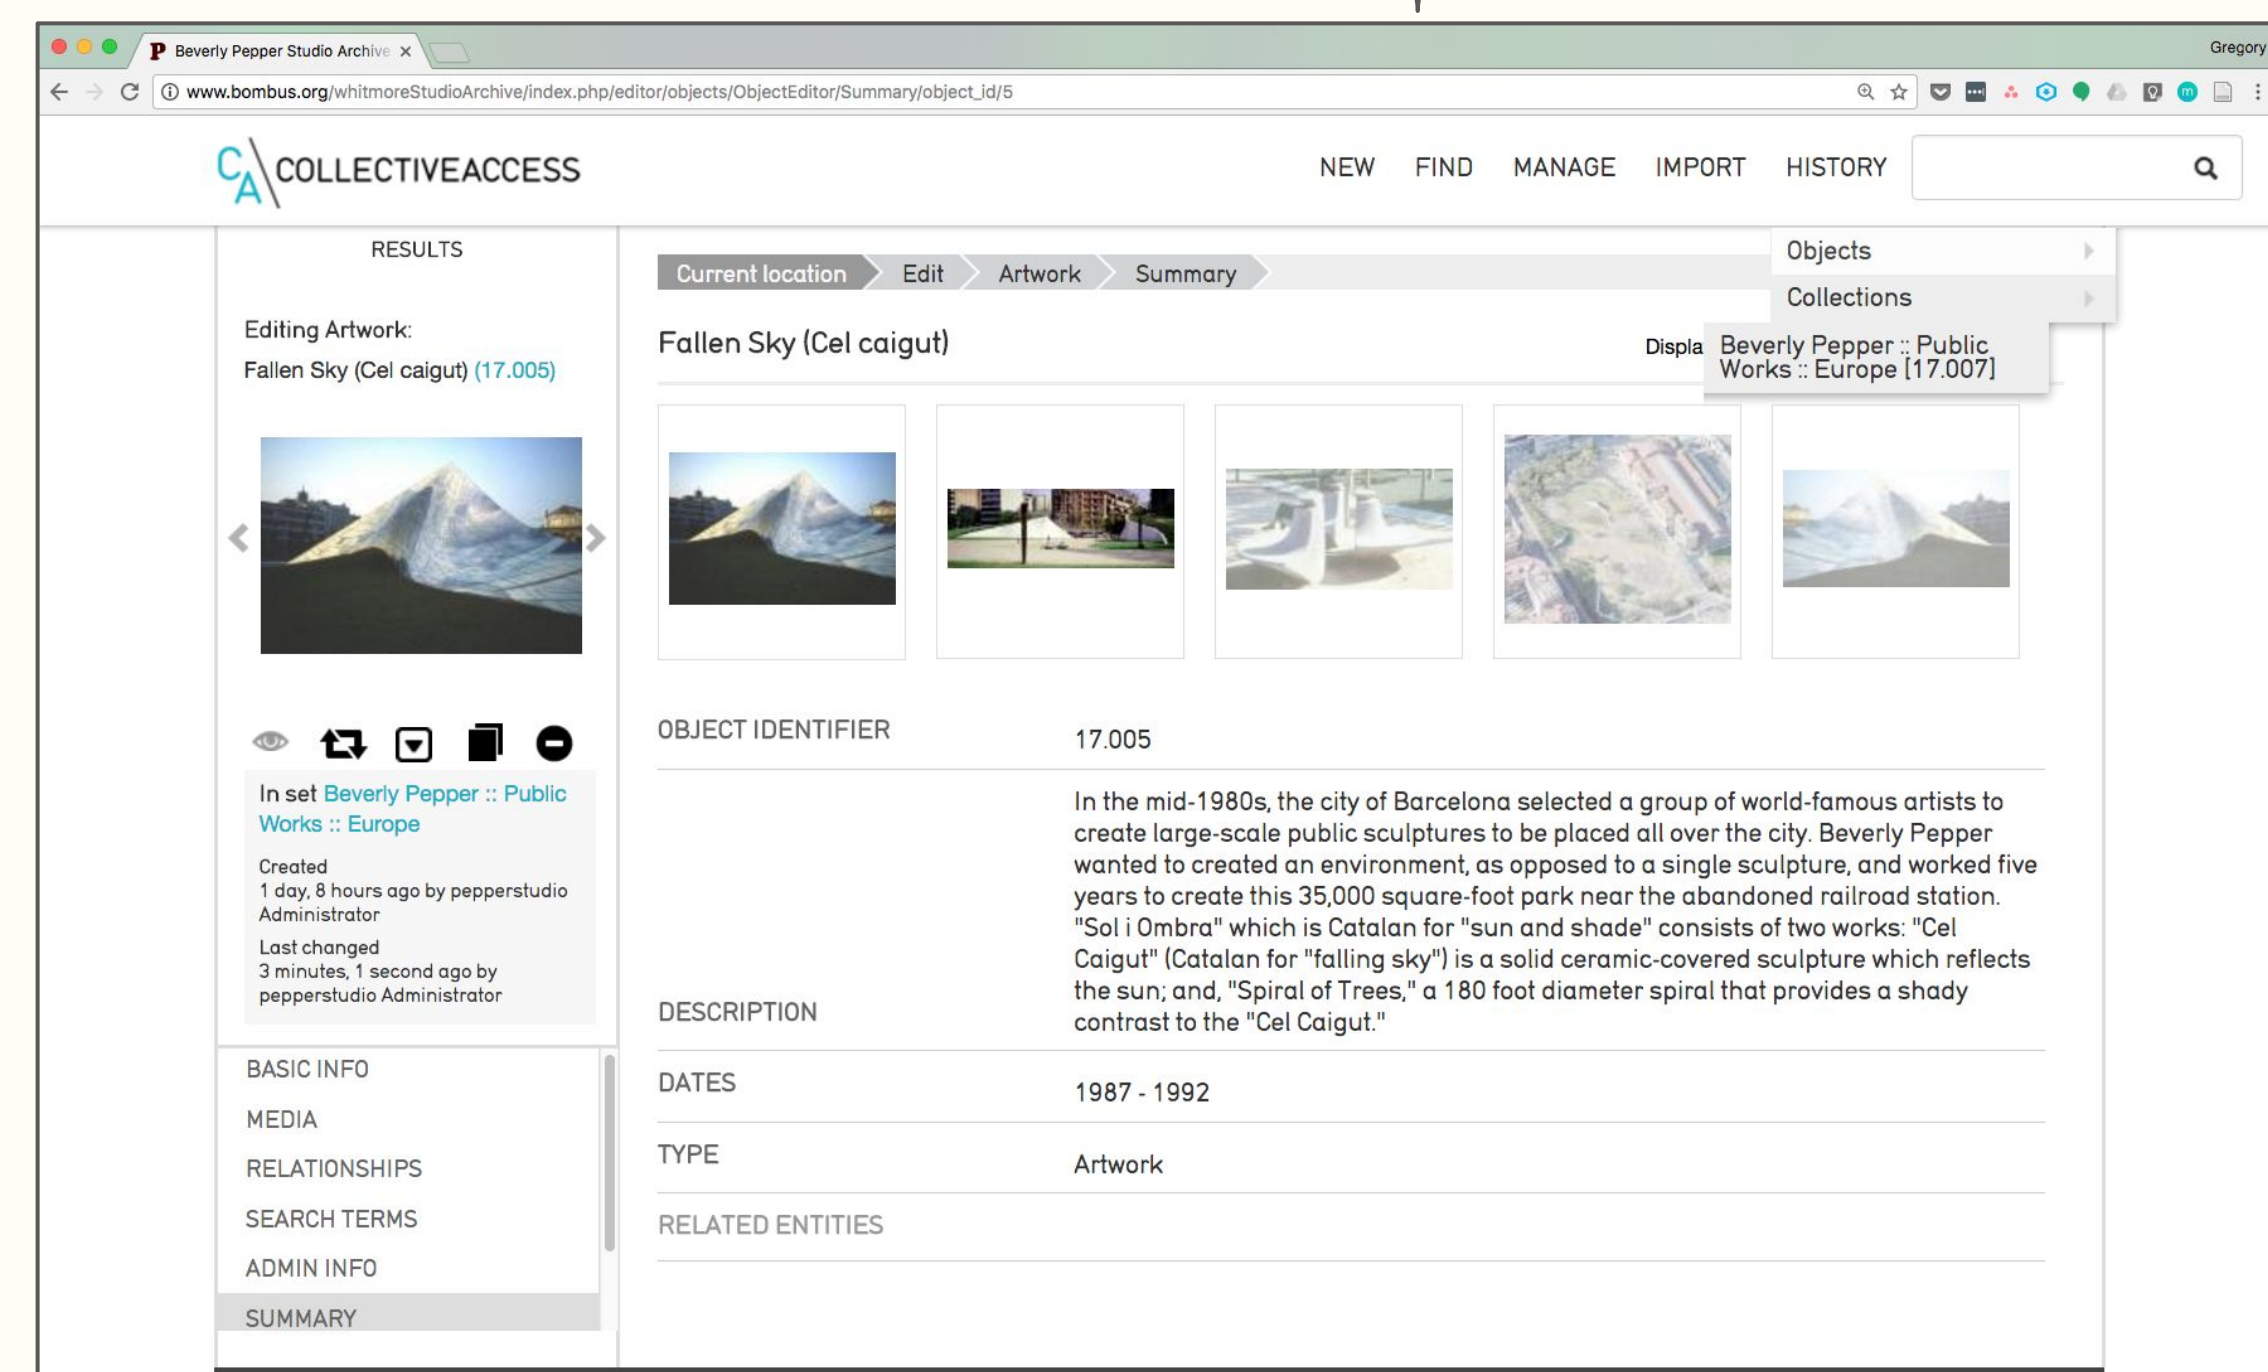 Beverly Pepper Studio Archive
Gregory
www.bombus.org/whitmoreStudioArchive/index.php/editor/objects/ObjectEditor/Summary/object_id/5
CA COLLECTIVEACCESS
NEW FIND MANAGE IMPORT HISTORY
RESULTS
Editing Artwork:
Fallen Sky (Cel caigut) (17.005)
In set Beverly Pepper :: Public
Works :: Europe
Created
1 day, 8 hours ago by pepperstudio
Administrator
Last changed
3 minutes, 1 second ago by
pepperstudio Administrator
BASIC INFO
MEDIA
RELATIONSHIPS
SEARCH TERMS
ADMIN INFO
SUMMARY
Current location Edit Artwork Summary
Objects
Collections
Beverly Pepper :: Public
Works :: Europe [17.007]
Fallen Sky (Cel caigut)
OBJECT IDENTIFIER
17.005
DESCRIPTION
In the mid-1980s, the city of Barcelona selected a group of world-famous artists to
create large-scale public sculptures to be placed all over the city. Beverly Pepper
wanted to created an environment, as opposed to a single sculpture, and worked five
years to create this 35,000 square-foot park near the abandoned railroad station.
"Sol i Ombra" which is Catalan for "sun and shade" consists of two works: "Cel
Caigut" (Catalan for "falling sky") is a solid ceramic-covered sculpture which reflects
the sun; and, "Spiral of Trees," a 180 foot diameter spiral that provides a shady
contrast to the "Cel Caigut."
DATES
1987 - 1992
TYPE
Artwork
RELATED ENTITIES